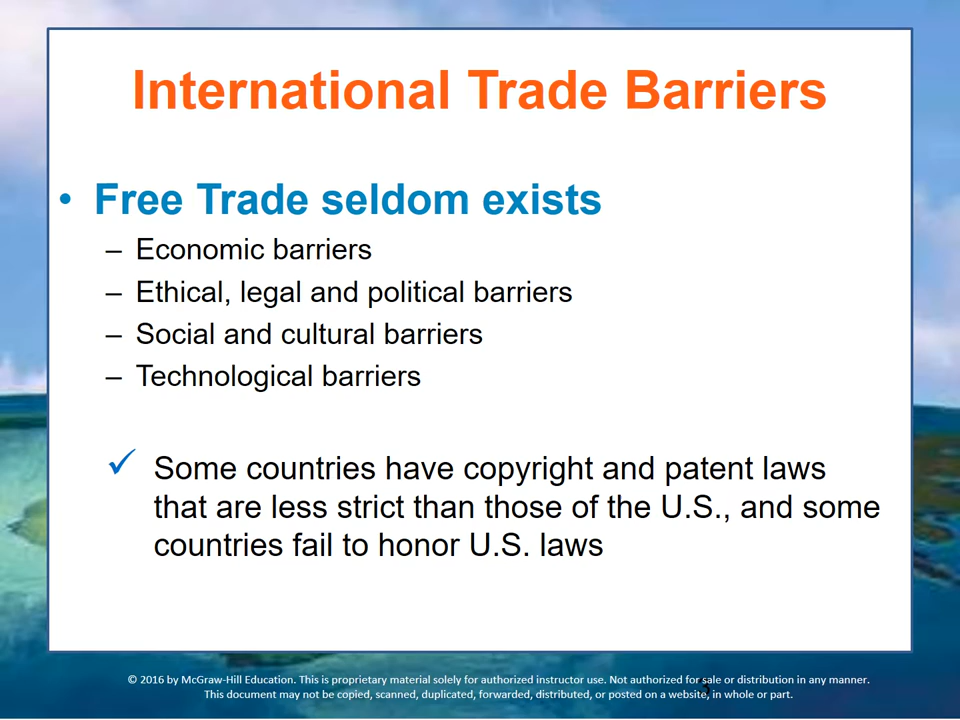 International Trade Barriers
• Free Trade seldom exists
– Economic barriers
– Ethical, legal and political barriers
– Social and cultural barriers
– Technological barriers
✓ Some countries have copyright and patent laws
that are less strict than those of the U.S., and some
countries fail to honor U.S. laws
© 2016 by McGraw-Hill Education. This is proprietary material solely for authorized instructor use. Not authorized for sale or distribution in any manner.
This document may not be copied, scanned, duplicated, forwarded, distributed, or posted on a website, in whole or part.